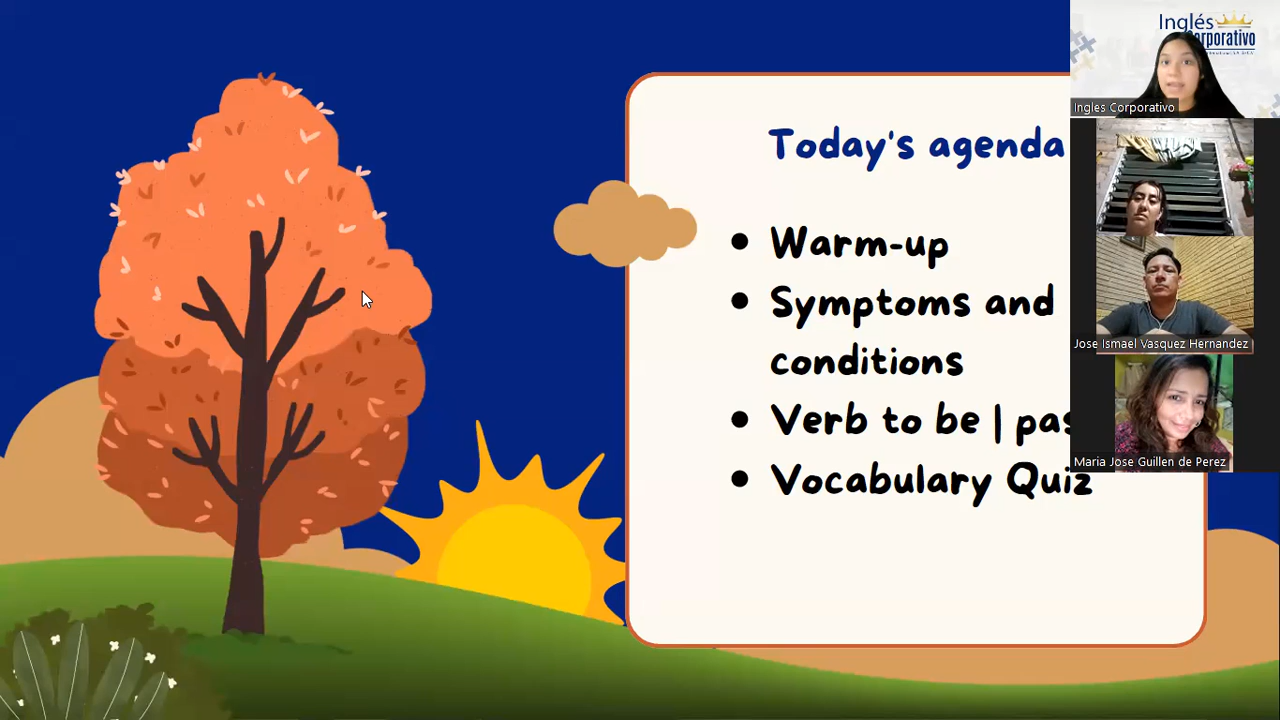 Today's agenda
• Warm-up
• Symptoms and
conditions
• Verb to be | pas
• Vocabulary Quiz
Inglés
Corporativo
Ingles Corporativo
Jose Ismael Vasquez Hernandez
Maria Jose Guillen de Perez